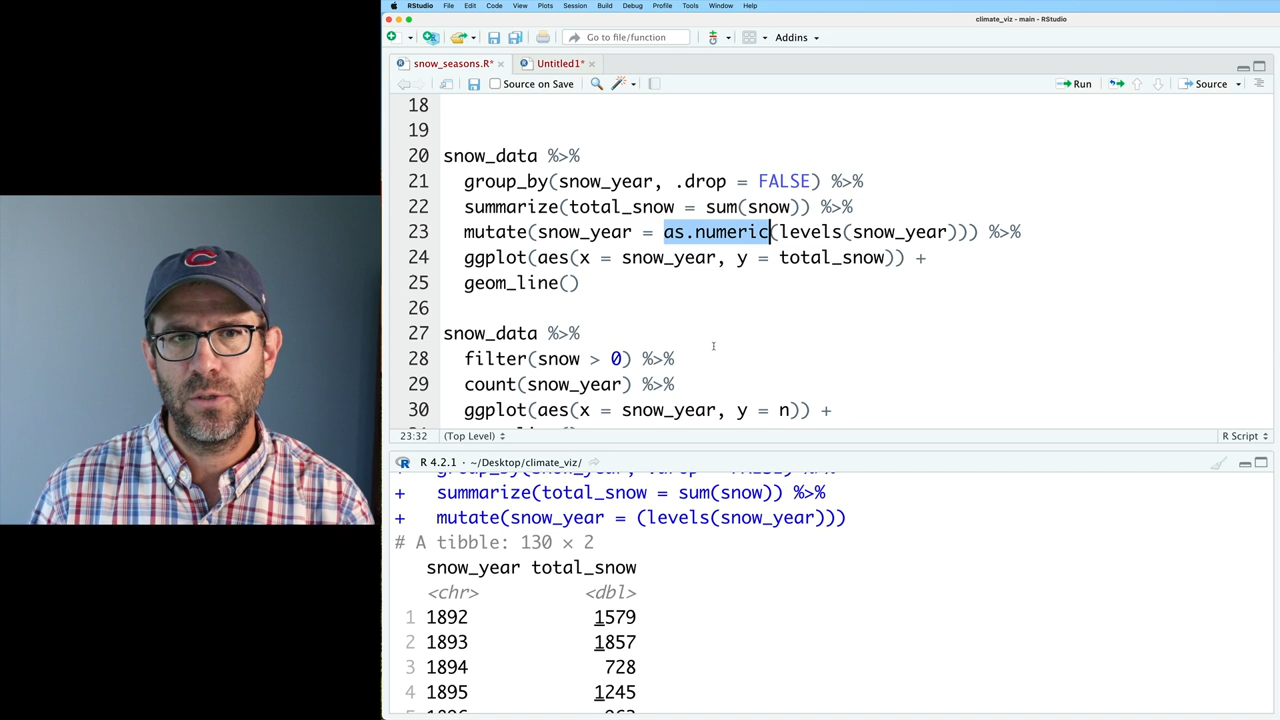 RStudio File Edit Code View Plots Session Build Debug Profile Tools Window Help
climate_viz - main - RStudio
Go to file/function Addins
snow_seasons.R* Untitled1*
Source on Save Run Source
18
19
20 snow_data %>%
21 group_by(snow_year, .drop = FALSE) %>%
22 summarize(total_snow = sum(snow)) %>%
23 mutate(snow_year = as.numeric(levels(snow_year))) %>%
24 ggplot(aes(x = snow_year, y = total_snow)) +
25 geom_line()
26
27 snow_data %>%
28 filter(snow > 0) %>%
29 count(snow_year) %>%
30 ggplot(aes(x = snow_year, y = n)) +
23:32 (Top Level) R Script
R 4.2.1 · ~/Desktop/climate_viz/
+ group_by(snow_year, .drop = FALSE) %>%
+ summarize(total_snow = sum(snow)) %>%
+ mutate(snow_year = (levels(snow_year)))
# A tibble: 130 × 2
snow_year total_snow
<chr> <dbl>
1 1892 1579
2 1893 1857
3 1894 728
4 1895 1245